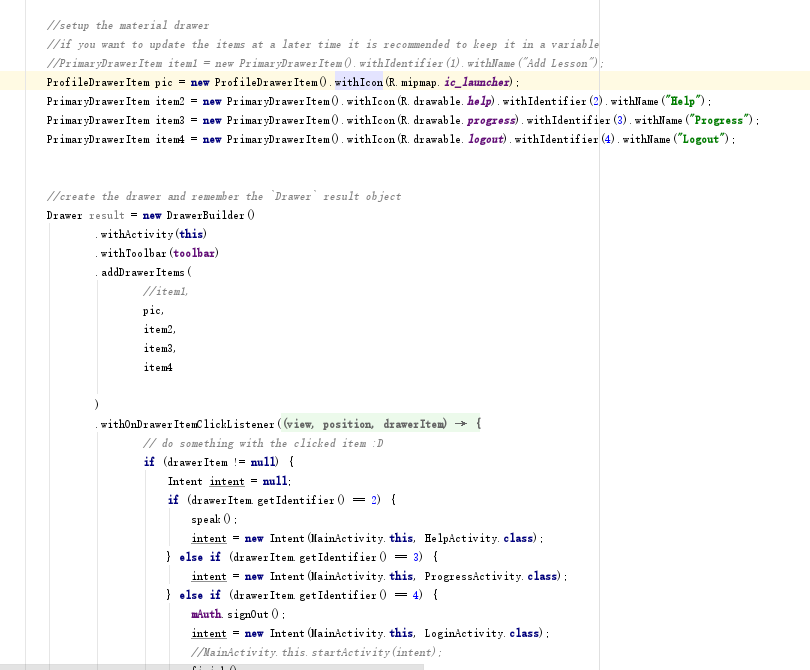 //setup the material drawer
//if you want to update the items at a later time it is recommended to keep it in a variable
//PrimaryDrawerItem item1 = new PrimaryDrawerItem().withIdentifier(1).withName("Add Lesson");
ProfileDrawerItem pic = new ProfileDrawerItem().withIcon(R.mipmap.ic_launcher);
PrimaryDrawerItem item2 = new PrimaryDrawerItem().withIcon(R.drawable.help).withIdentifier(2).withName("Help");
PrimaryDrawerItem item3 = new PrimaryDrawerItem().withIcon(R.drawable.progress).withIdentifier(3).withName("Progress");
PrimaryDrawerItem item4 = new PrimaryDrawerItem().withIcon(R.drawable.logout).withIdentifier(4).withName("Logout");
//create the drawer and remember the `Drawer` result object
Drawer result = new DrawerBuilder()
.withActivity(this)
.withToolbar(toolbar)
.addDrawerItems(
//item1,
pic,
item2,
item3,
item4
)
.withOnDrawerItemClickListener((view, position, drawerItem) → {
// do something with the clicked item :D
if (drawerItem != null) {
Intent intent = null;
if (drawerItem.getIdentifier() == 2) {
speak();
intent = new Intent(MainActivity.this, HelpActivity.class);
} else if (drawerItem.getIdentifier() == 3) {
intent = new Intent(MainActivity.this, ProgressActivity.class);
} else if (drawerItem.getIdentifier() == 4) {
mAuth.signOut();
intent = new Intent(MainActivity.this, LoginActivity.class);
//MainActivity.this.startActivity(intent);